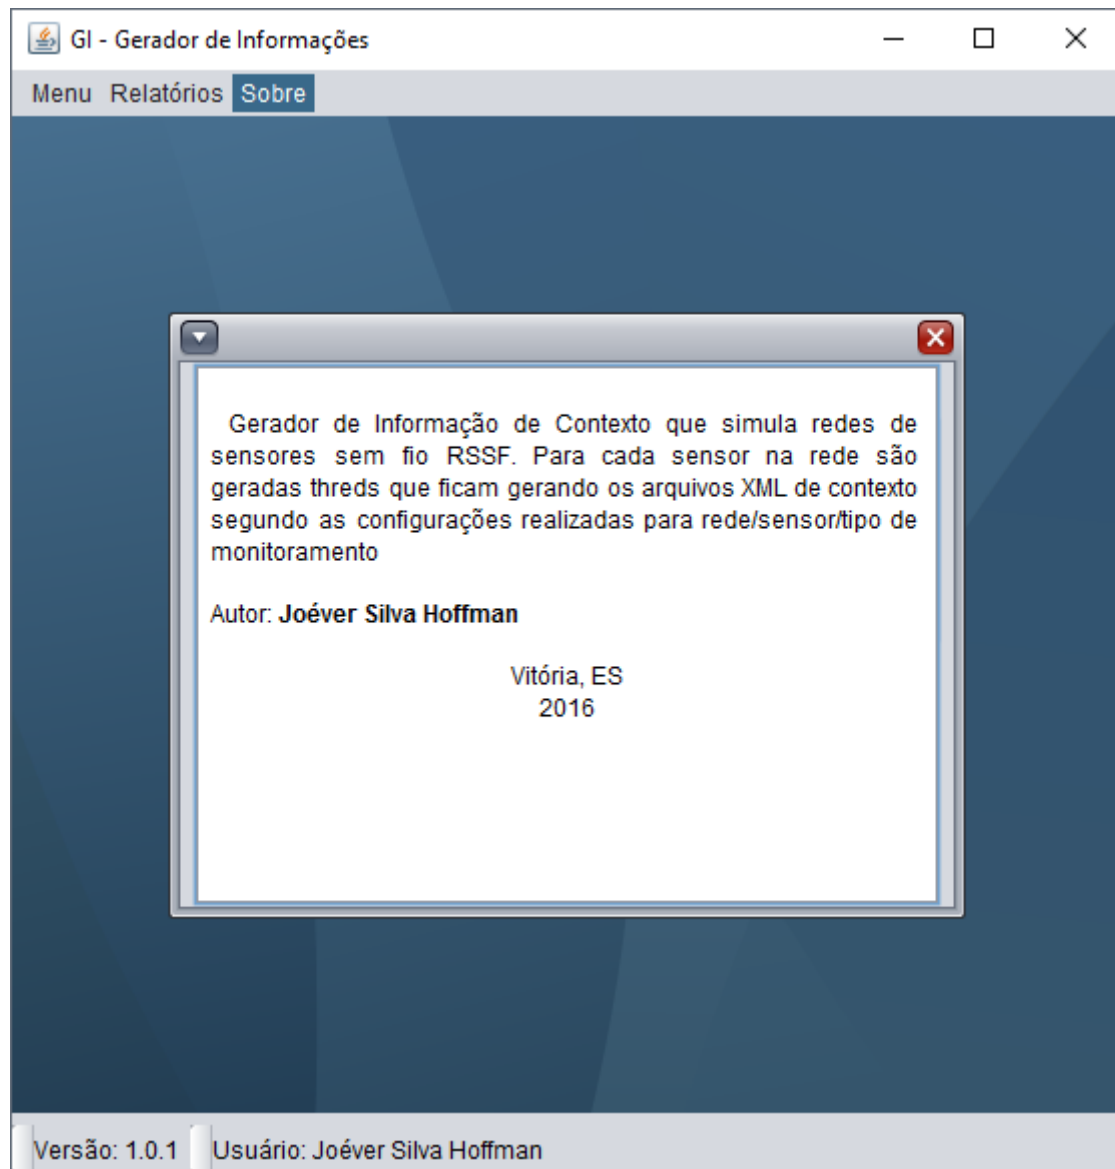 GI - Gerador de Informações
Menu Relatórios Sobre
Gerador de Informação de Contexto que simula redes de
sensores sem fio RSSF. Para cada sensor na rede são
geradas threds que ficam gerando os arquivos XML de contexto
segundo as configurações realizadas para rede/sensor/tipo de
monitoramento
Autor: Joéver Silva Hoffman
Vitória, ES
2016
Versão: 1.0.1 Usuário: Joéver Silva Hoffman